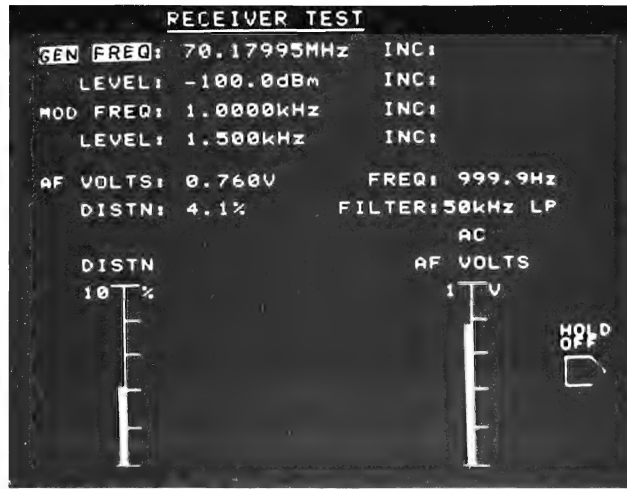 RECEIVER TEST
GEN FREQ: 70.17995MHz INC:
LEVEL: -100.0dBm INC:
MOD FREQ: 1.0000kHz INC:
LEVEL: 1.500kHz INC:
AF VOLTS: 0.760V FREQ: 999.9Hz
DISTN: 4.1% FILTER:50kHz LP
AC
DISTN AF VOLTS
10 % 1 V
HOLD
OFF